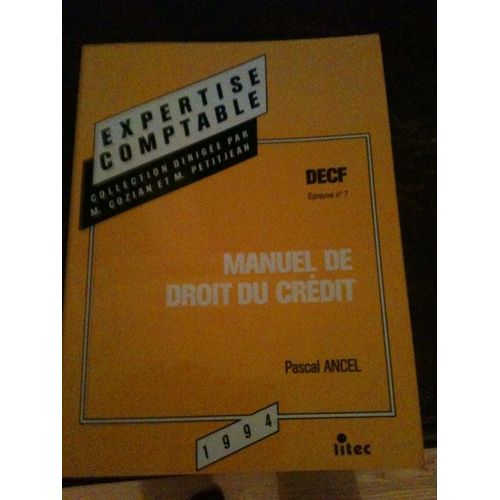 EXPERTISE
COMPTABLE
COLLECTION DIRIGÉE PAR
M. COZIAN ET M. PETITJEAN
DECF
Epreuve n° 7
MANUEL DE
DROIT DU CRÉDIT
Pascal ANCEL
1994
litec